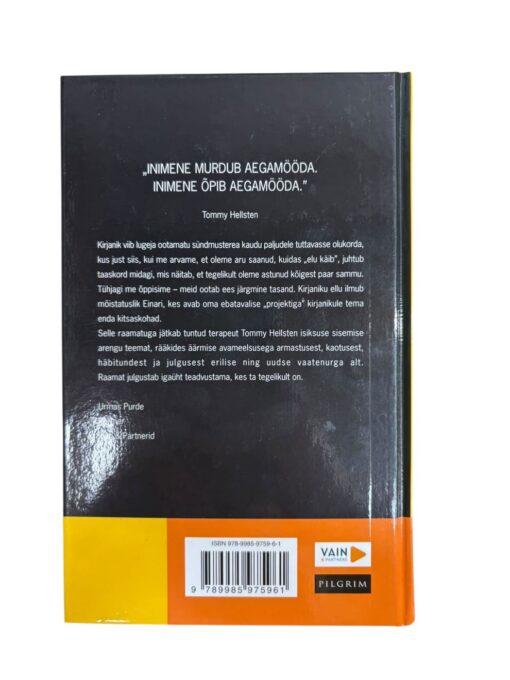 „INIMENE MURDUB AEGAMÖÖDA.
INIMENE ÕPIB AEGAMÖÖDA.”
Tommy Hellsten
Kirjanik viib lugeja ootamatu sündmusterea kaudu paljudele tuttavasse olukorda,
kus just siis, kui me arvame, et oleme aru saanud, kuidas „elu käib”, juhtub
taaskord midagi, mis näitab, et tegelikult oleme astunud kõigest paar sammu.
Tühjagi me õppisime – meid ootab ees järgmine tasand. Kirjaniku ellu ilmub
mõistatuslik Einari, kes avab oma ebatavalise „projektiga” kirjanikule tema
enda kitsaskohad.
Selle raamatuga jätkab tuntud terapeut Tommy Hellsten isiksuse sisemise
arengu teemat, rääkides äärmise avameelsusega armastusest, kaotusest,
häbitundest ja julgusest erilise ning uudse vaatenurga alt.
Raamat julgustab igaüht teadvustama, kes ta tegelikult on.
Urmas Purde
Partnerid
ISBN 978-9985-9759-6-1
9 789985 975961
VAIN
& PARTNERS
PILGRIM